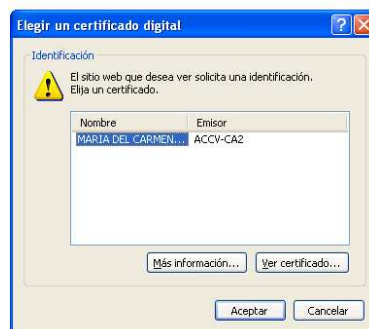 Elegir un certificado digital
Identificación
El sitio web que desea ver solicita una identificación.
Elija un certificado.
Nombre Emisor
MARIA DEL CARMEN... ACCV-CA2
Más información... Ver certificado...
Aceptar Cancelar